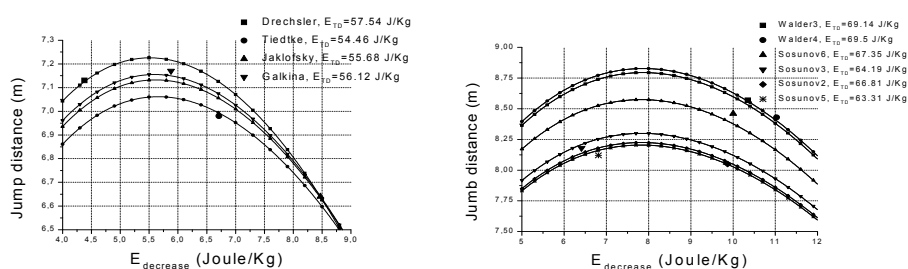 Drechsler, E_TD=57.54 J/Kg
Tiedtke, E_TD=54.46 J/Kg
Jaklofsky, E_TD=55.68 J/Kg
Galkina, E_TD=56.12 J/Kg
Jump distance (m)
7,3
7,2
7,1
7,0
6,9
6,8
6,7
6,6
6,5
4,0 4,5 5,0 5,5 6,0 6,5 7,0 7,5 8,0 8,5 9,0
E_decrease (Joule/Kg)
Walder3, E_TD=69.14 J/Kg
Walder4, E_TD=69.5 J/Kg
Sosunov6, E_TD=67.35 J/Kg
Sosunov3, E_TD=64.19 J/Kg
Sosunov2, E_TD=66.81 J/Kg
Sosunov5, E_TD=63.31 J/Kg
Jumb distance (m)
9,00
8,75
8,50
8,25
8,00
7,75
7,50
5 6 7 8 9 10 11 12
E_decrease (Joule/Kg)